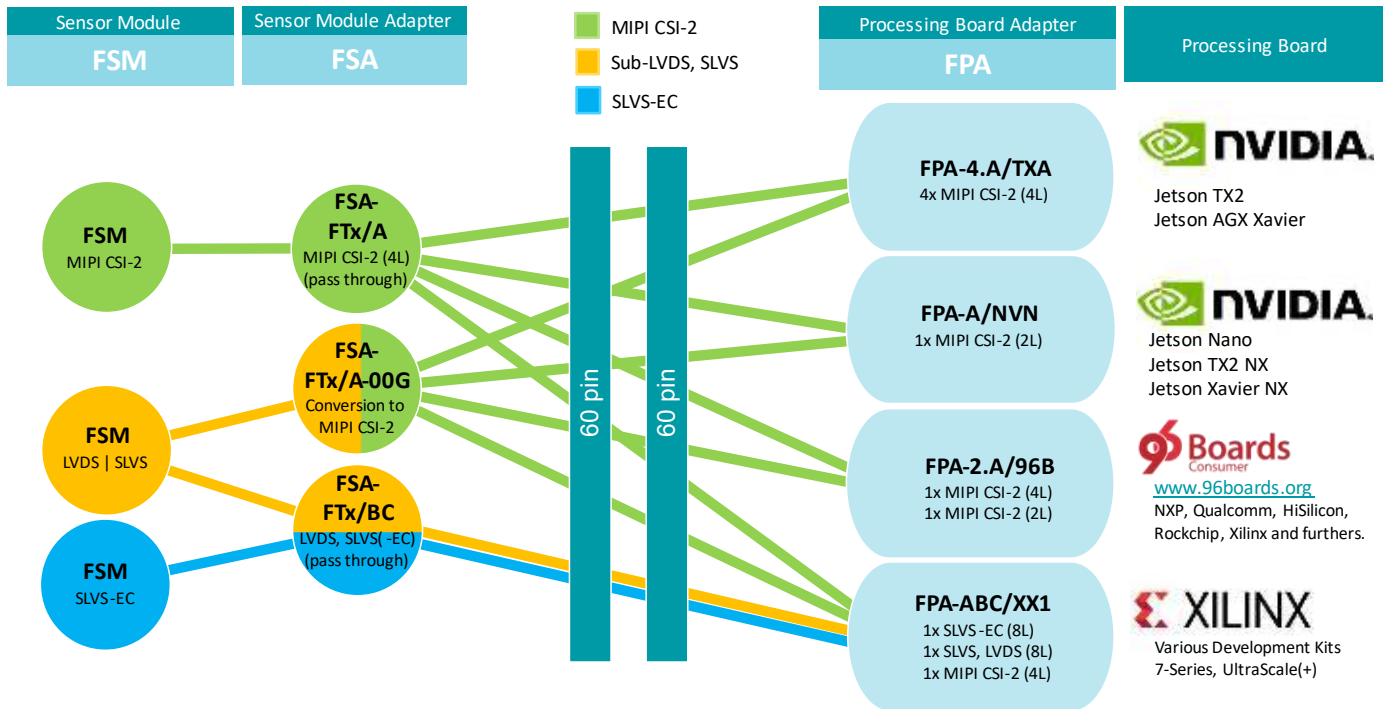 Sensor Module
FSM
Sensor Module Adapter
FSA
MIPI CSI-2
Sub-LVDS, SLVS
SLVS-EC
Processing Board Adapter
FPA
Processing Board
FSM
MIPI CSI-2
FSM
LVDS | SLVS
FSM
SLVS-EC
FSA-
FTx/A
MIPI CSI-2 (4L)
(pass through)
FSA-
FTx/A-00G
Conversion to
MIPI CSI-2
FSA-
FTx/BC
LVDS, SLVS( -EC)
(pass through)
60 pin
60 pin
FPA-4.A/TXA
4x MIPI CSI-2 (4L)
FPA-A/NVN
1x MIPI CSI-2 (2L)
FPA-2.A/96B
1x MIPI CSI-2 (4L)
1x MIPI CSI-2 (2L)
FPA-ABC/XX1
1x SLVS-EC (8L)
1x SLVS, LVDS (8L)
1x MIPI CSI-2 (4L)
NVIDIA.
Jetson TX2
Jetson AGX Xavier
NVIDIA.
Jetson Nano
Jetson TX2 NX
Jetson Xavier NX
96 Boards
Consumer
www.96boards.org
NXP, Qualcomm, HiSilicon,
Rockchip, Xilinx and furthers.
XILINX
Various Development Kits
7-Series, UltraScale(+)